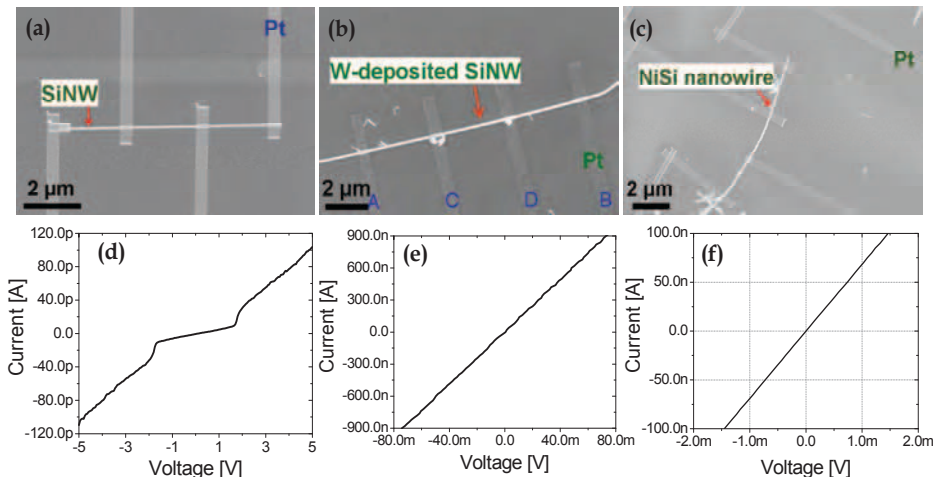 (a)
Pt
SiNW
2 μm
(b)
W-deposited SiNW
Pt
2 μm
A
C
D
B
(c)
NiSi nanowire
Pt
2 μm
(d)
Current [A]
120.0p
80.0p
40.0p
0.0
-40.0p
-80.0p
-120.0p
-5
-3
-1
1
3
5
Voltage [V]
(e)
Current [A]
900.0n
600.0n
300.0n
0.0
-300.0n
-600.0n
-900.0n
-80.0m
-40.0m
0.0
40.0m
80.0m
Voltage [V]
(f)
Current [A]
100.0n
50.0n
0.0
-50.0n
-100.0n
-2.0m
-1.0m
0.0
1.0m
2.0m
Voltage [V]